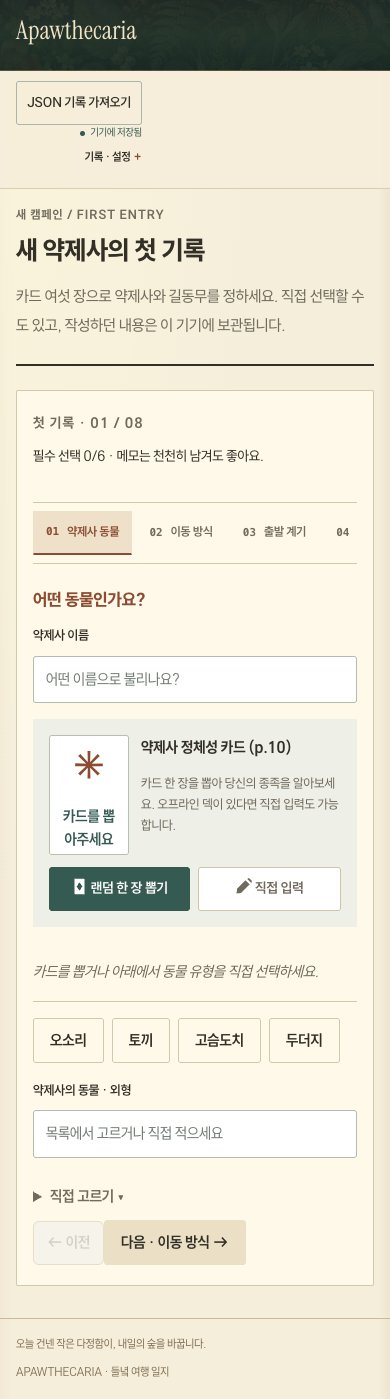 Apawthecaria
JSON 기록 가져오기
● 기기에 저장됨
기록 · 설정 +
새 캠페인 / FIRST ENTRY
새 약제사의 첫 기록
카드 여섯 장으로 약제사와 길동무를 정하세요. 직접 선택할 수
도 있고, 작성하던 내용은 이 기기에 보관됩니다.
첫 기록 · 01 / 08
필수 선택 0/6 · 메모는 천천히 남겨도 좋아요.
01 약제사 동물 02 이동 방식 03 출발 계기 04
어떤 동물인가요?
약제사 이름
어떤 이름으로 불리나요?
카드를 뽑
아주세요
약제사 정체성 카드 (p.10)
카드 한 장을 뽑아 당신의 종족을 알아보세
요. 오프라인 덱이 있다면 직접 입력도 가능
합니다.
랜덤 한 장 뽑기 직접 입력
카드를 뽑거나 아래에서 동물 유형을 직접 선택하세요.
오소리 토끼 고슴도치 두더지
약제사의 동물 · 외형
목록에서 고르거나 직접 적으세요
▶ 직접 고르기 ▾
← 이전 다음 · 이동 방식 →
오늘 건넨 작은 다정함이, 내일의 숲을 바꿉니다.
APAWTHECARIA · 들녘 여행 일지